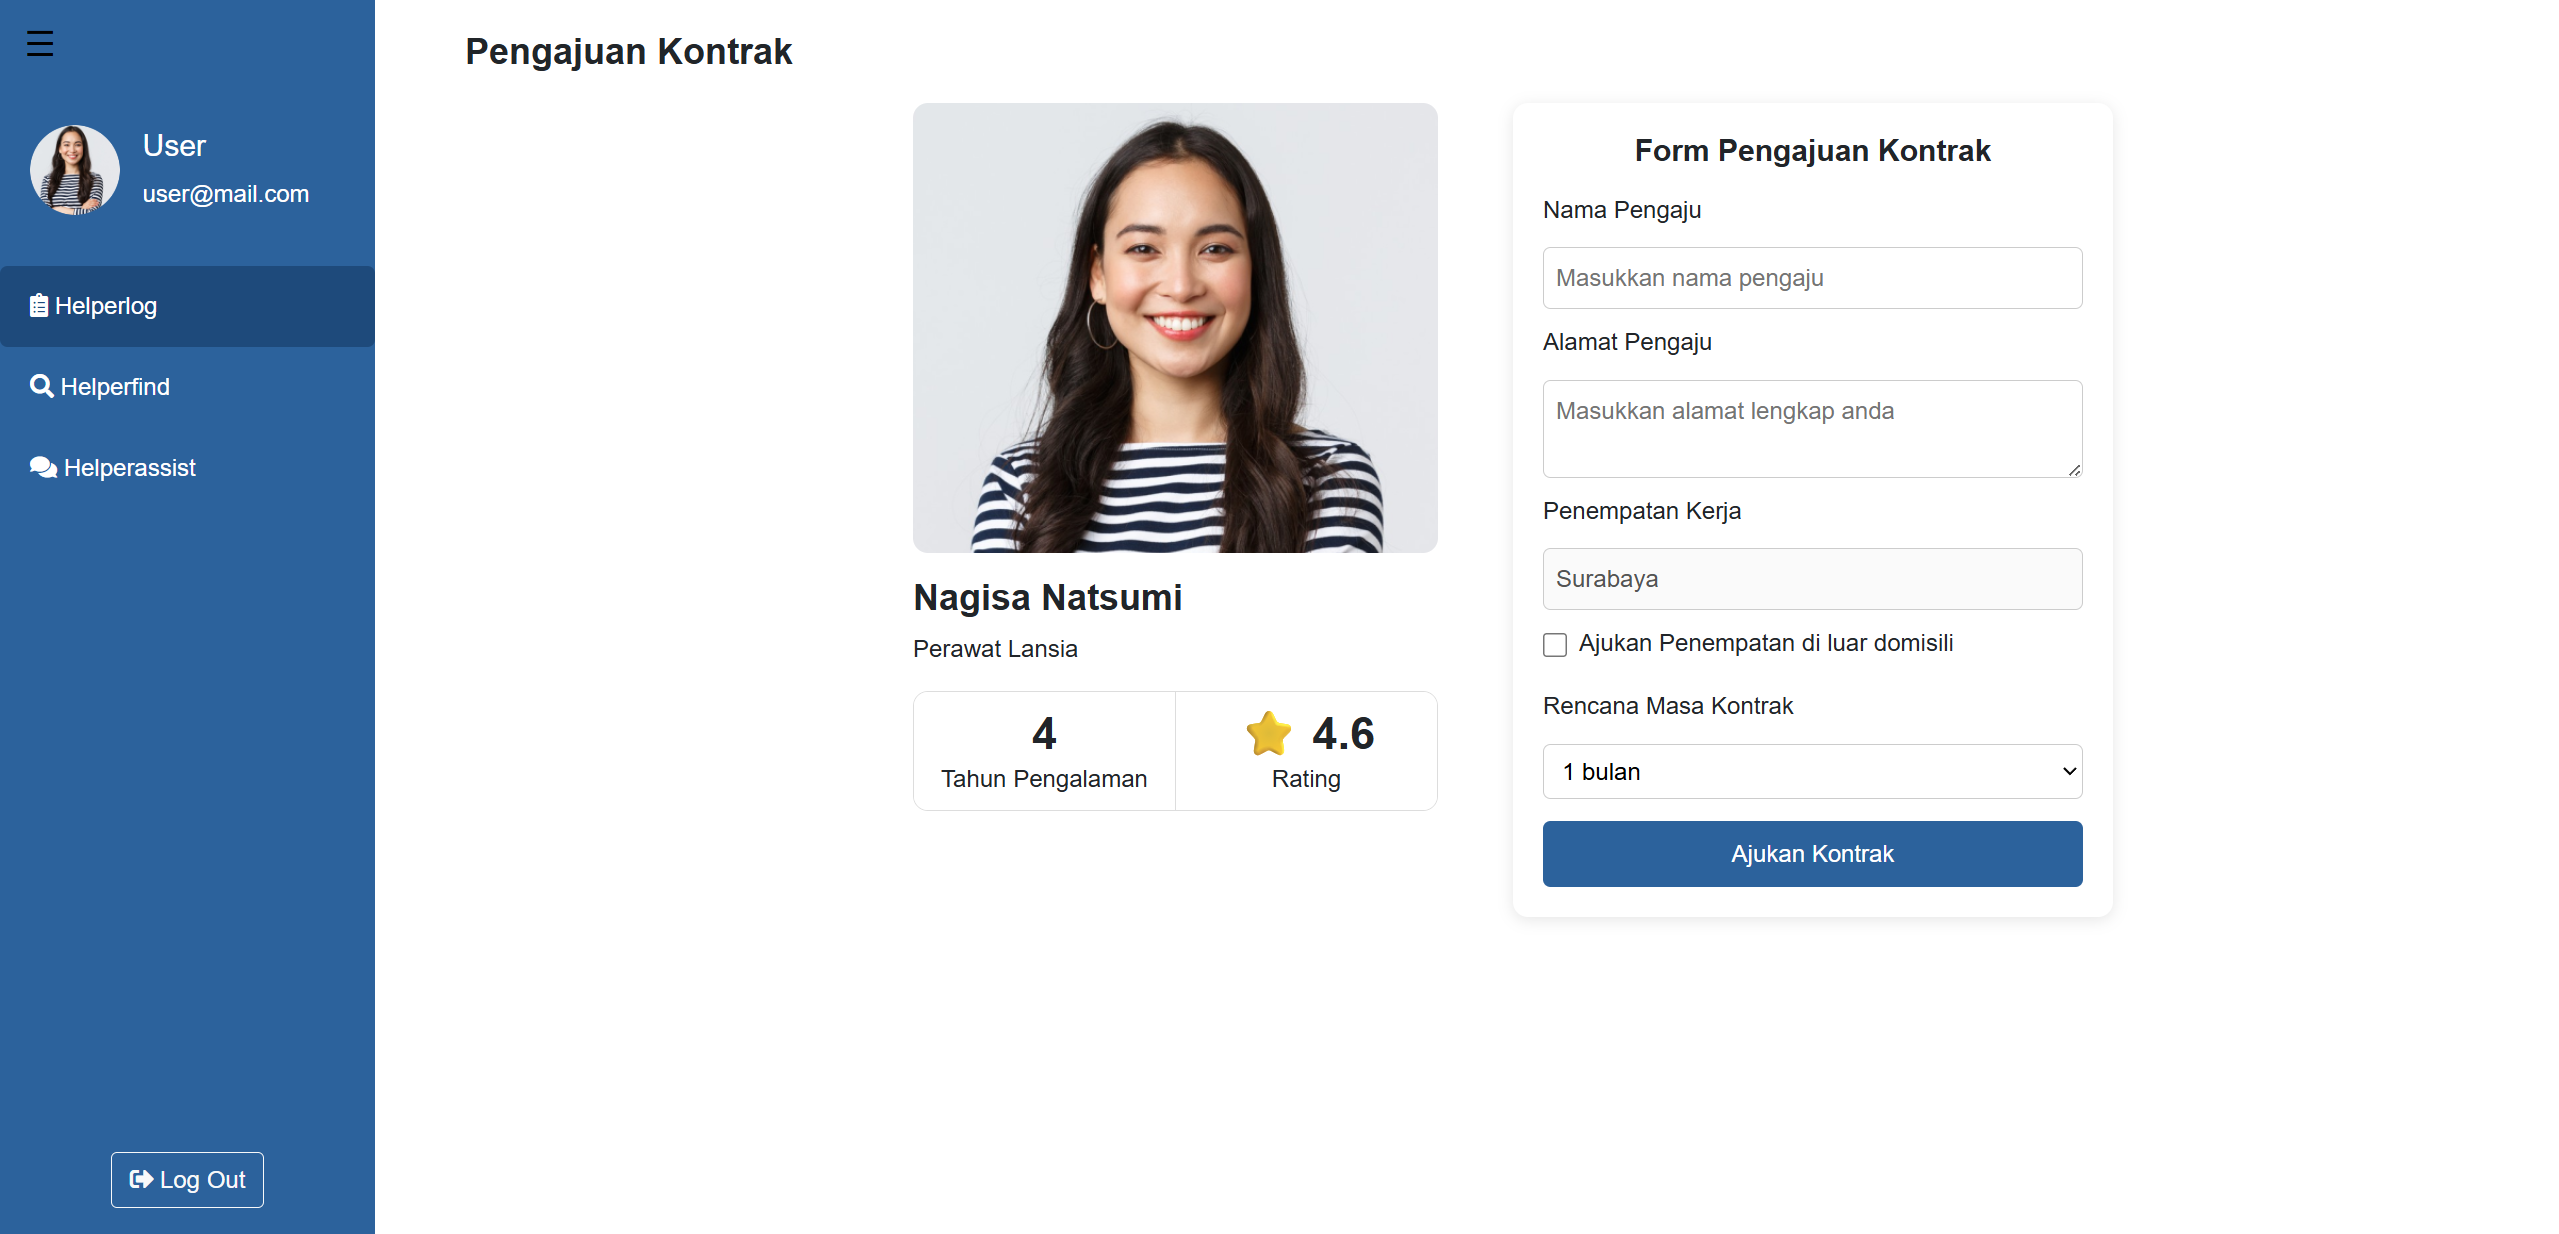 Pengajuan Kontrak
User
user@mail.com
Helperlog
Helperfind
Helperassist
Log Out
Nagisa Natsumi
Perawat Lansia
4
Tahun Pengalaman
4.6
Rating
Form Pengajuan Kontrak
Nama Pengaju
Masukkan nama pengaju
Alamat Pengaju
Masukkan alamat lengkap anda
Penempatan Kerja
Surabaya
Ajukan Penempatan di luar domisili
Rencana Masa Kontrak
1 bulan
Ajukan Kontrak